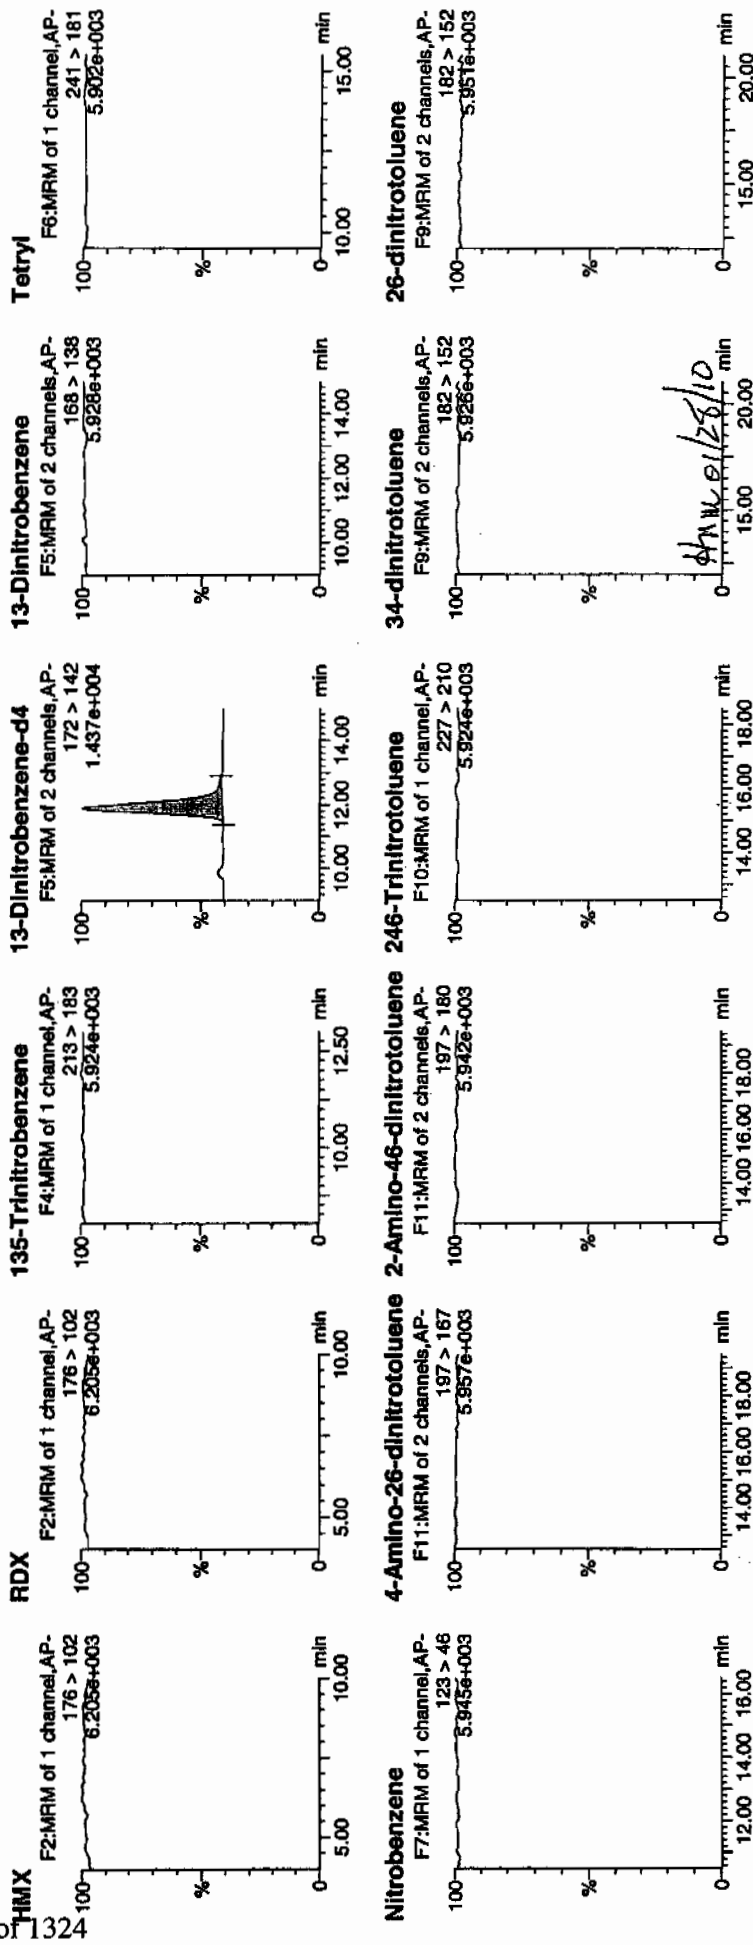 HMX
F2:MRM of 1 channel,AP-
176 > 102
6.205e+003
100
%
0
5.00 10.00 min
RDX
F2:MRM of 1 channel,AP-
176 > 102
6.205e+003
100
%
0
5.00 10.00 min
135-Trinitrobenzene
F4:MRM of 1 channel,AP-
213 > 183
5.924e+003
100
%
0
10.00 12.50 min
13-Dinitrobenzene-d4
F5:MRM of 2 channels,AP-
172 > 142
1.437e+004
100
%
0
10.00 12.00 14.00 min
13-Dinitrobenzene
F5:MRM of 2 channels,AP-
168 > 138
5.928e+003
100
%
0
10.00 12.00 14.00 min
Tetryl
F6:MRM of 1 channel,AP-
241 > 181
5.902e+003
100
%
0
10.00 15.00 min
Nitrobenzene
F7:MRM of 1 channel,AP-
123 > 46
5.945e+003
100
%
0
12.00 14.00 16.00 min
4-Amino-26-dinitrotoluene
F11:MRM of 2 channels,AP-
197 > 167
5.957e+003
100
%
0
14.00 16.00 18.00 min
2-Amino-46-dinitrotoluene
F11:MRM of 2 channels,AP-
197 > 180
5.942e+003
100
%
0
14.00 16.00 18.00 min
246-Trinitrotoluene
F10:MRM of 1 channel,AP-
227 > 210
5.924e+003
100
%
0
14.00 16.00 18.00 min
34-dinitrotoluene
F9:MRM of 2 channels,AP-
182 > 152
5.926e+003
100
%
0
15.00 20.00 min
01/28/10
26-dinitrotoluene
F9:MRM of 2 channels,AP-
182 > 152
5.951e+003
100
%
0
15.00 20.00 min
of 1324